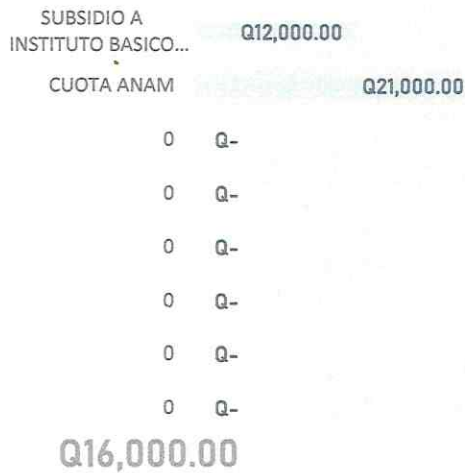 SUBSIDIO A
INSTITUTO BASICO... Q12,000.00
CUOTA ANAM Q21,000.00
0 Q-
0 Q-
0 Q-
0 Q-
0 Q-
0 Q-
Q16,000.00